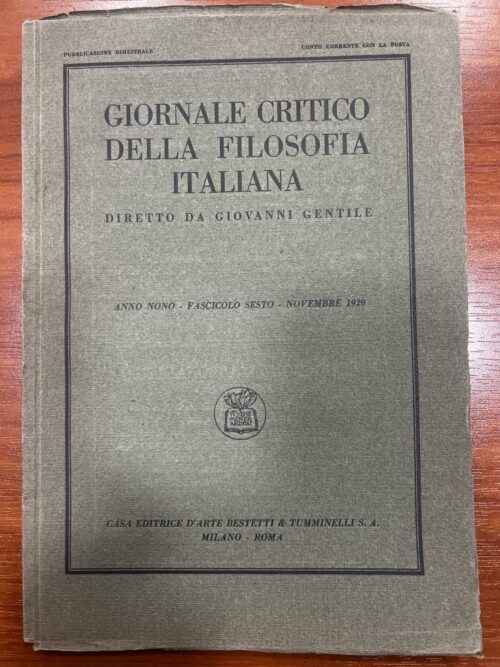 PUBBLICAZIONE BIMESTRALE
CONTO CORRENTE CON LA POSTA
GIORNALE CRITICO
DELLA FILOSOFIA
ITALIANA
DIRETTO DA GIOVANNI GENTILE
ANNO NONO - FASCICOLO SESTO - NOVEMBRE 1928
CASA EDITRICE D'ARTE BESTETTI & TUMMINELLI S. A.
MILANO - ROMA